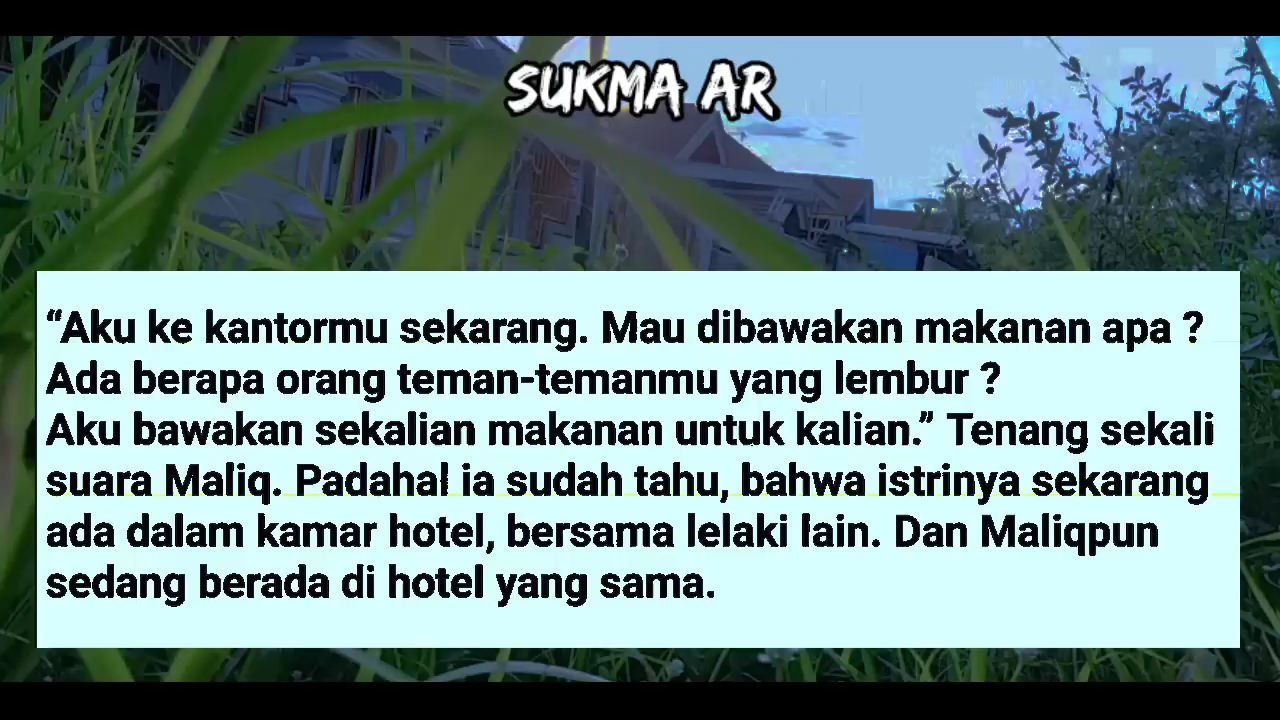 SUKMA AR
“Aku ke kantormu sekarang. Mau dibawakan makanan apa ?
Ada berapa orang teman-temanmu yang lembur ?
Aku bawakan sekalian makanan untuk kalian.” Tenang sekali
suara Maliq. Padahal ia sudah tahu, bahwa istrinya sekarang
ada dalam kamar hotel, bersama lelaki lain. Dan Maliqpun
sedang berada di hotel yang sama.